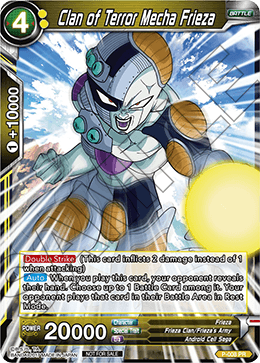 4
Clan of Terror Mecha Frieza
BATTLE
+10000
Double Strike (This card inflicts 2 damage instead of 1
when attacking)
Auto When you play this card, your opponent reveals
their hand. Choose up to 1 Battle Card among it. Your
opponent plays that card in their Battle Area in Rest
Mode.
POWER
20000
Character
Frieza
Special Trait
Frieza Clan/Frieza's Army
Era
Android Cell Saga
NOT FOR SALE
PR